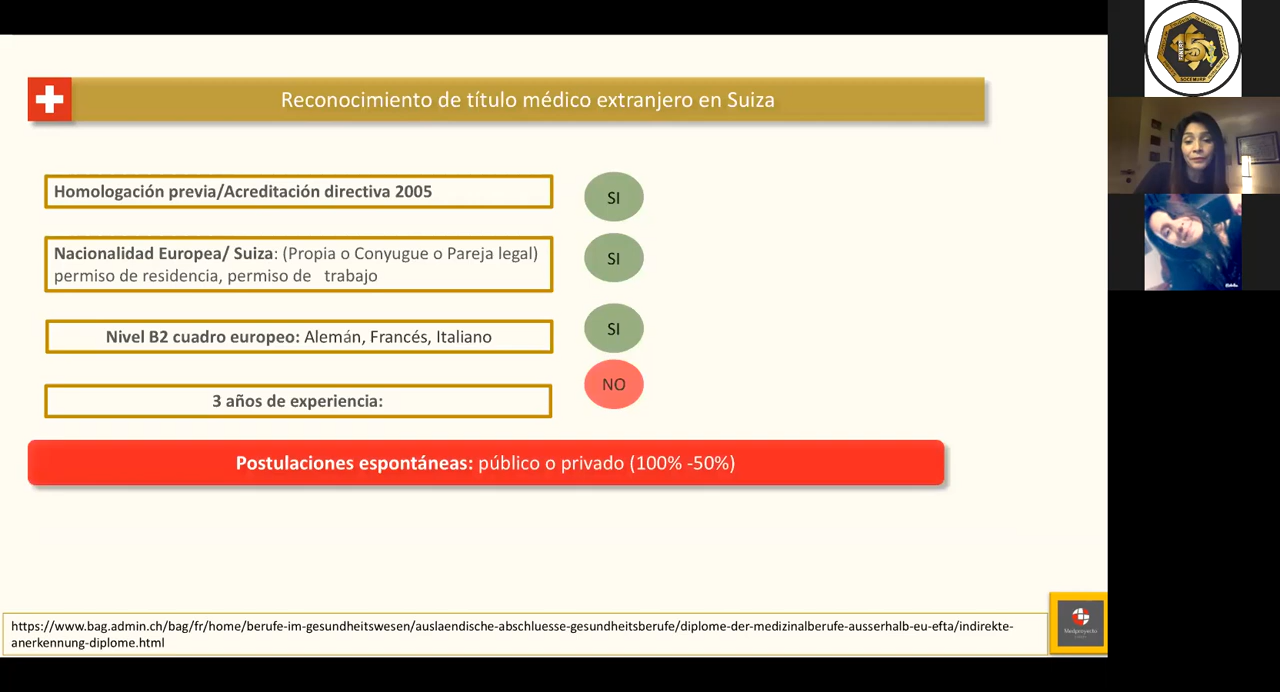 Reconocimiento de título médico extranjero en Suiza
Homologación previa/Acreditación directiva 2005
SI
Nacionalidad Europea/ Suiza: (Propia o Conyugue o Pareja legal)
permiso de residencia, permiso de trabajo
SI
Nivel B2 cuadro europeo: Alemán, Francés, Italiano
SI
3 años de experiencia:
NO
Postulaciones espontáneas: público o privado (100% -50%)
https://www.bag.admin.ch/bag/fr/home/berufe-im-gesundheitswesen/auslaendische-abschluesse-gesundheitsberufe/diplome-der-medizinalberufe-ausserhalb-eu-efta/indirekte-
anerkennung-diplome.html
Medproyecto
15